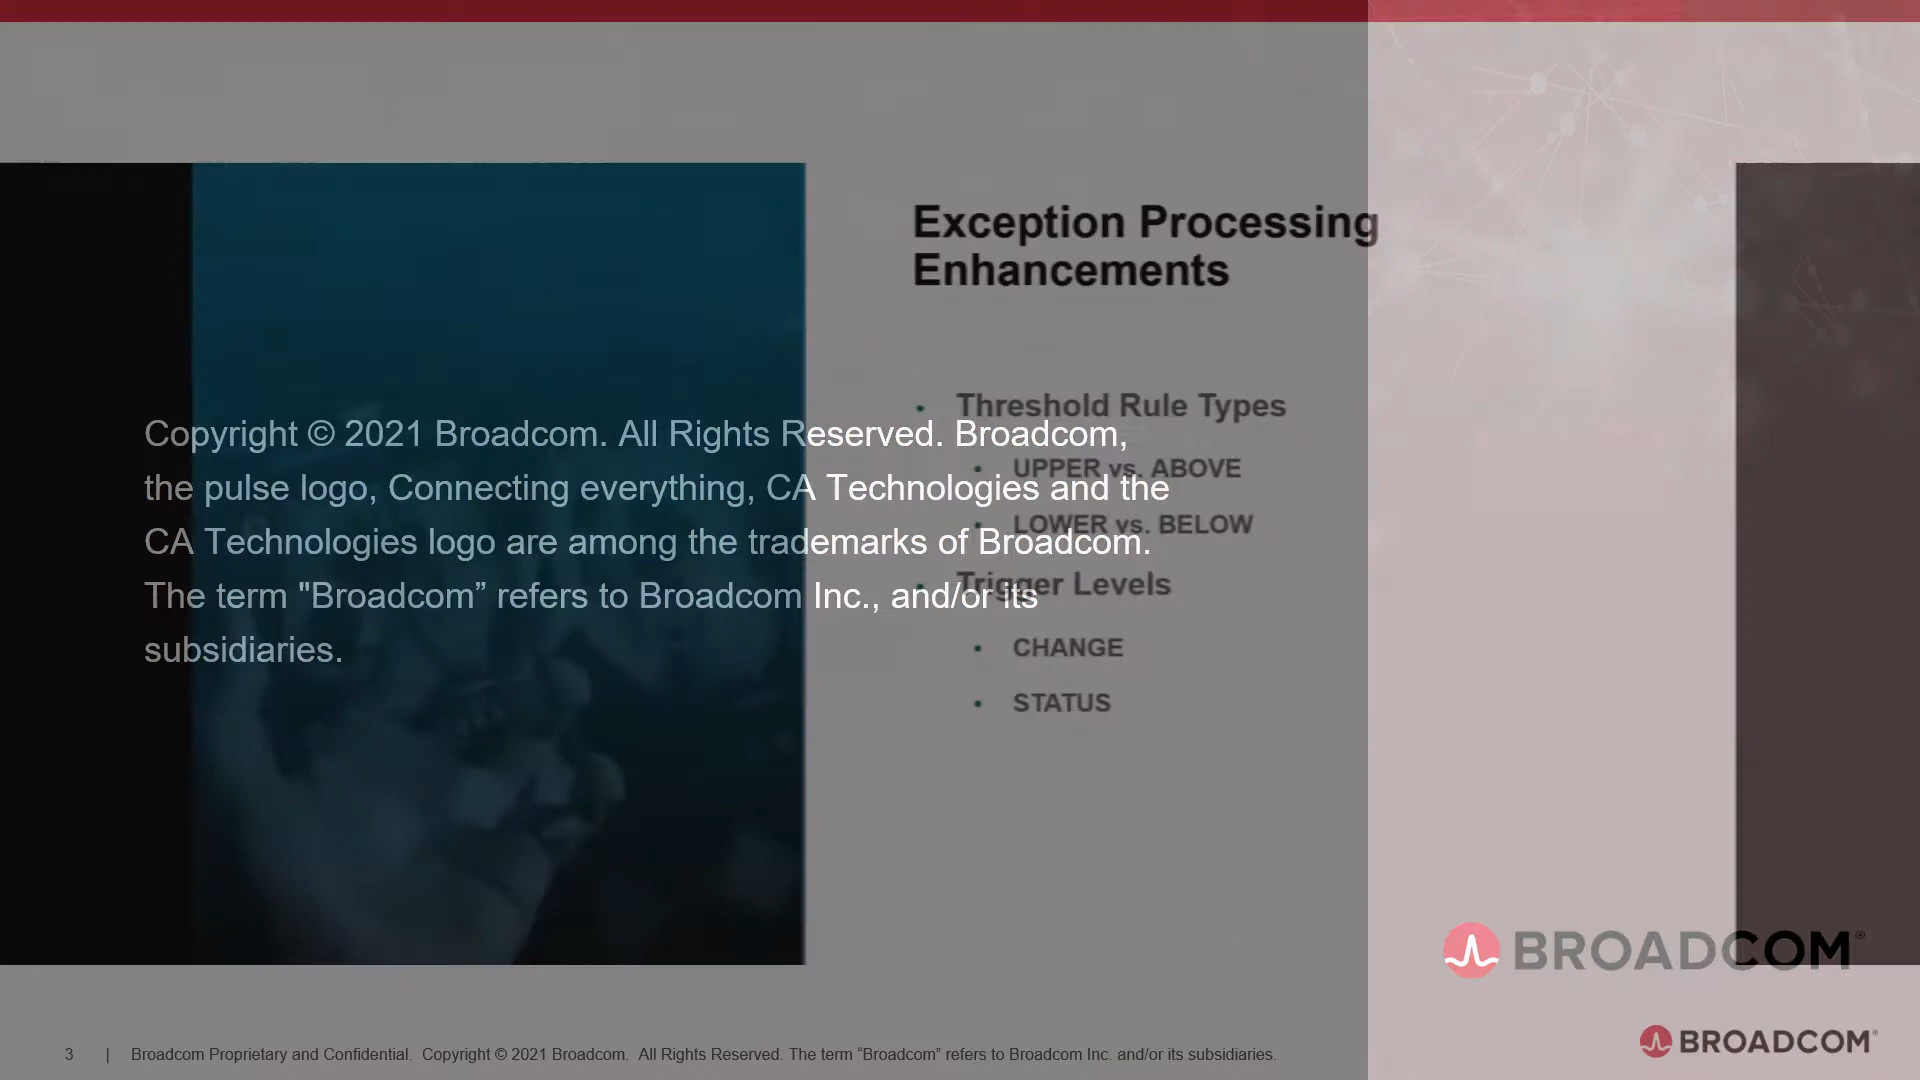 Exception Processing
Enhancements
• Threshold Rule Types
• UPPER vs. ABOVE
• LOWER vs. BELOW
• Trigger Levels
• CHANGE
• STATUS
Copyright © 2021 Broadcom. All Rights Reserved. Broadcom,
the pulse logo, Connecting everything, CA Technologies and the
CA Technologies logo are among the trademarks of Broadcom.
The term "Broadcom” refers to Broadcom Inc., and/or its
subsidiaries.
BROADCOM®
3 | Broadcom Proprietary and Confidential. Copyright © 2021 Broadcom. All Rights Reserved. The term “Broadcom” refers to Broadcom Inc. and/or its subsidiaries.
BROADCOM®